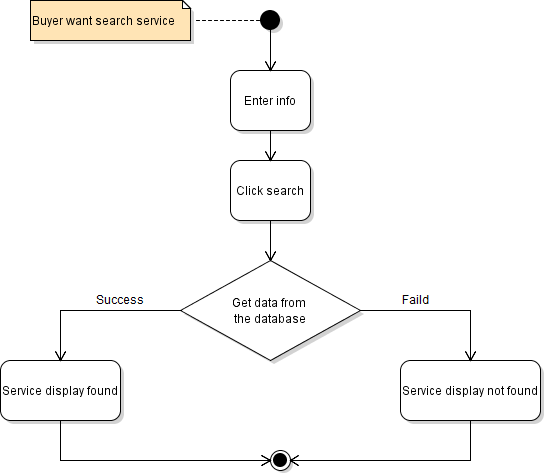 Buyer want search service
Enter info
Click search
Get data from
the database
Success
Faild
Service display found
Service display not found